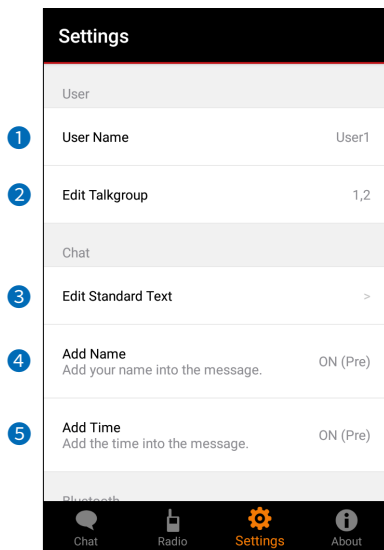 Settings
User
1 User Name User1
2 Edit Talkgroup 1,2
Chat
3 Edit Standard Text >
4 Add Name ON (Pre)
Add your name into the message.
5 Add Time ON (Pre)
Add the time into the message.
Bluetooth
Chat Radio Settings About